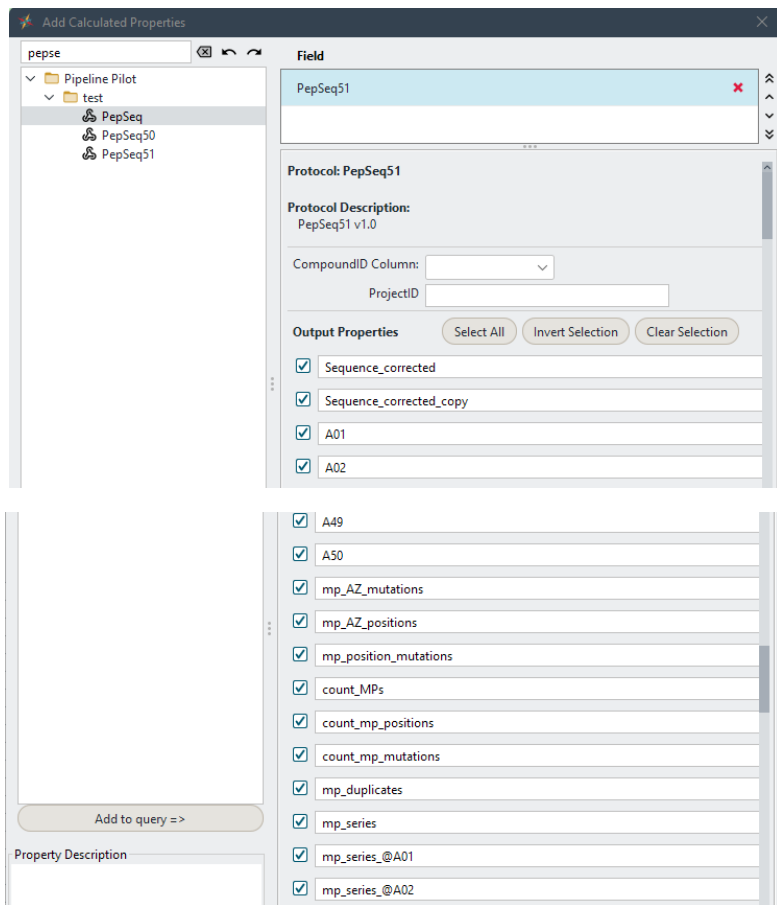 Add Calculated Properties
pepse
Pipeline Pilot
test
PepSeq
PepSeq50
PepSeq51
Field
PepSeq51
Protocol: PepSeq51
Protocol Description:
PepSeq51 v1.0
CompoundID Column:
ProjectID
Output Properties Select All Invert Selection Clear Selection
Sequence_corrected
Sequence_corrected_copy
A01
A02
A49
A50
mp_AZ_mutations
mp_AZ_positions
mp_position_mutations
count_MPs
count_mp_positions
count_mp_mutations
mp_duplicates
mp_series
mp_series_@A01
mp_series_@A02
Add to query =>
Property Description